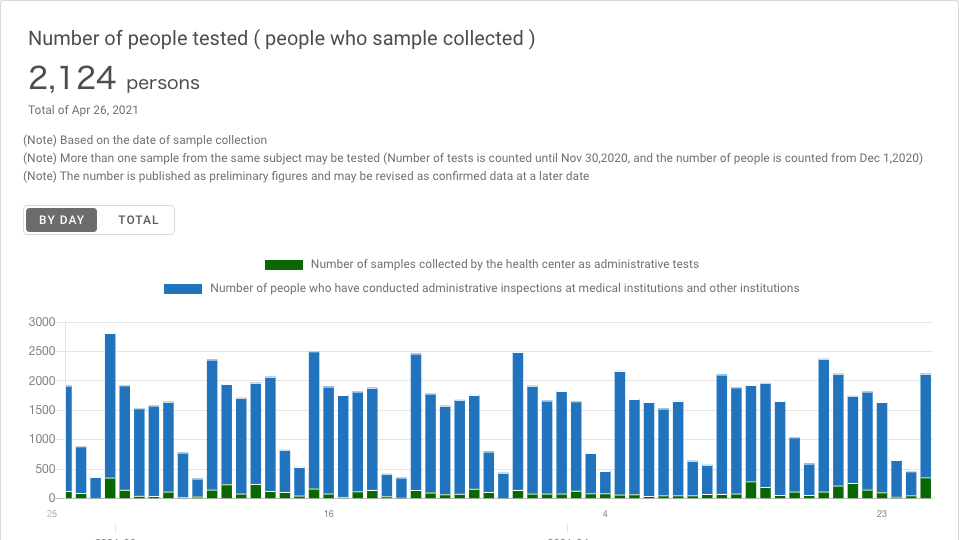 Number of people tested ( people who sample collected )
2,124 persons
Total of Apr 26, 2021
(Note) Based on the date of sample collection
(Note) More than one sample from the same subject may be tested (Number of tests is counted until Nov 30,2020, and the number of people is counted from Dec 1,2020)
(Note) The number is published as preliminary figures and may be revised as confirmed data at a later date
BY DAY TOTAL
Number of samples collected by the health center as administrative tests
Number of people who have conducted administrative inspections at medical institutions and other institutions
3000
2500
2000
1500
1000
500
0
25 16 4 23